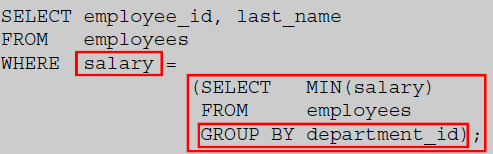 SELECT employee_id, last_name
FROM employees
WHERE salary =
(SELECT MIN(salary)
FROM employees
GROUP BY department_id);